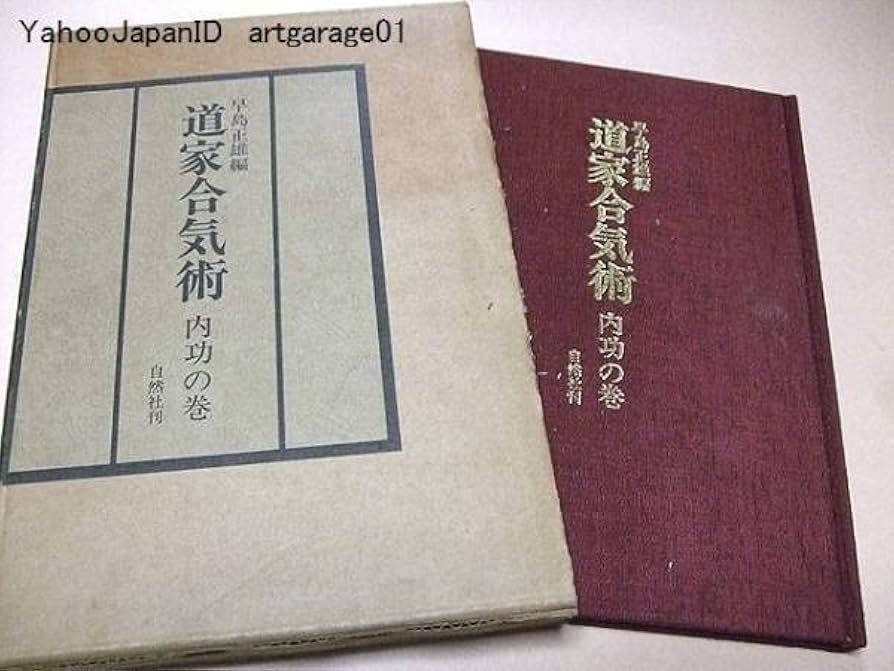 YahooJapanID artgarage01
早島正雄編
道家合気術
内功の巻
自然社刊
早島正雄編
道家合気術
内功の巻
自然社刊